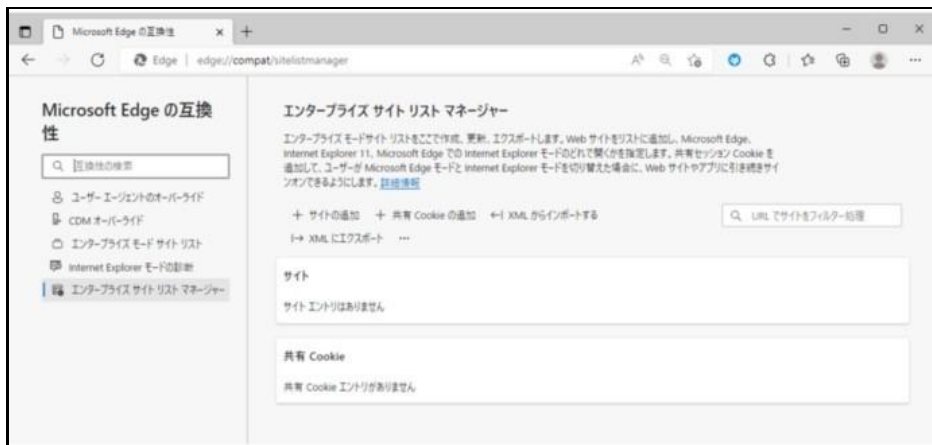 Microsoft Edge の互換性
Edge | edge://compat/sitelistmanager
Microsoft Edge の互換
性
互換性の検索
ユーザー エージェントのオーバーライド
CDM オーバーライド
エンタープライズ モード サイト リスト
Internet Explorer モードの診断
エンタープライズ サイト リスト マネージャー
エンタープライズ サイト リスト マネージャー
エンタープライズ モードサイト リストをここで作成、更新、エクスポートします。Web サイトをリストに追加し、Microsoft Edge、
Internet Explorer 11、Microsoft Edge での Internet Explorer モードのどれで開くかを指定します。共有セッション Cookie を
追加して、ユーザーが Microsoft Edge モードと Internet Explorer モードを切り替えた場合に、Web サイトやアプリに引き続きサイ
ンオンできるようにします。詳細情報
サイトの追加 共有 Cookie の追加 XML からインポートする
URL でサイトをフィルター処理
XML にエクスポート
サイト
サイト エントリはありません
共有 Cookie
共有 Cookie エントリがありません